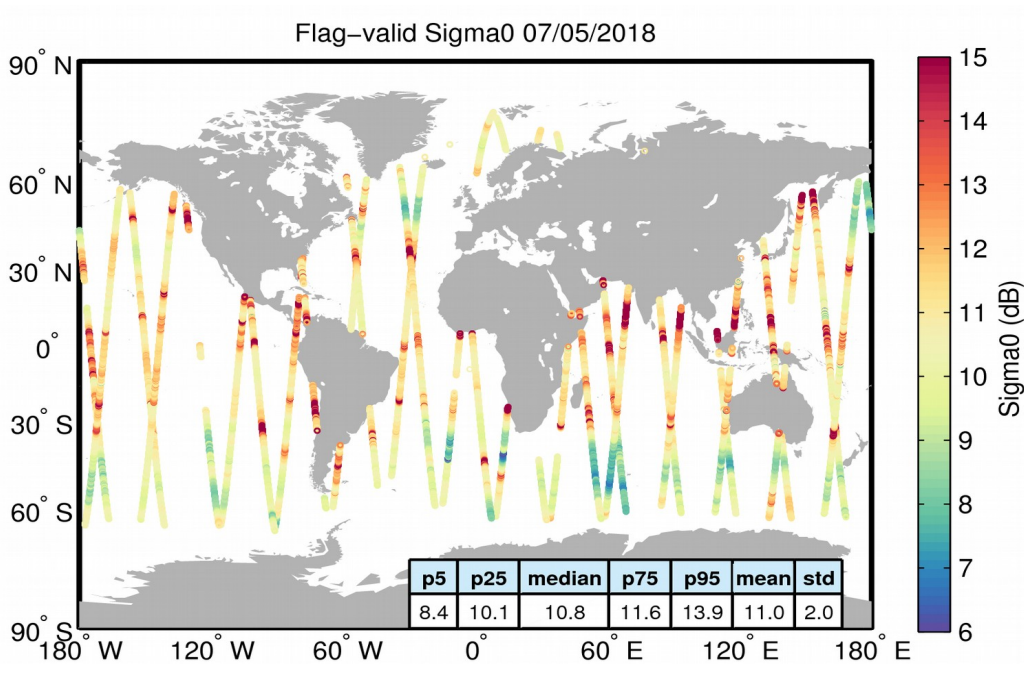 Flag−valid Sigma0 07/05/2018
90° N
60° N
30° N
0°
30° S
60° S
90° S
180° W
120° W
60° W
0°
60° E
120° E
180° E
p5 p25 median p75 p95 mean std
8.4 10.1 10.8 11.6 13.9 11.0 2.0
15
14
13
12
11
10
9
8
7
6
Sigma0 (dB)